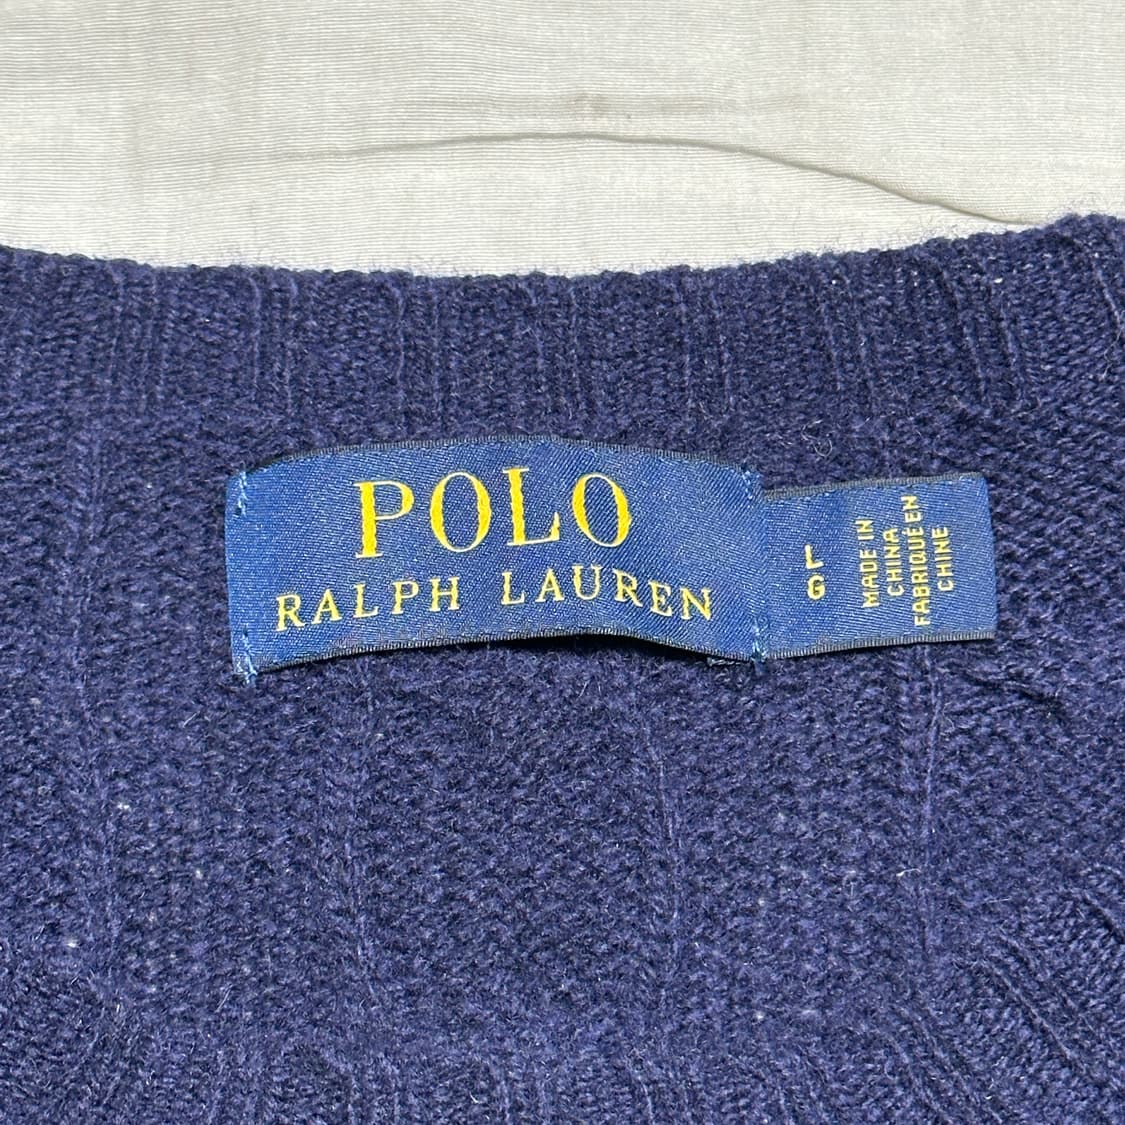 POLO
RALPH LAUREN
L
G
MADE IN
CHINA
FABRIQUÉ EN
CHINE